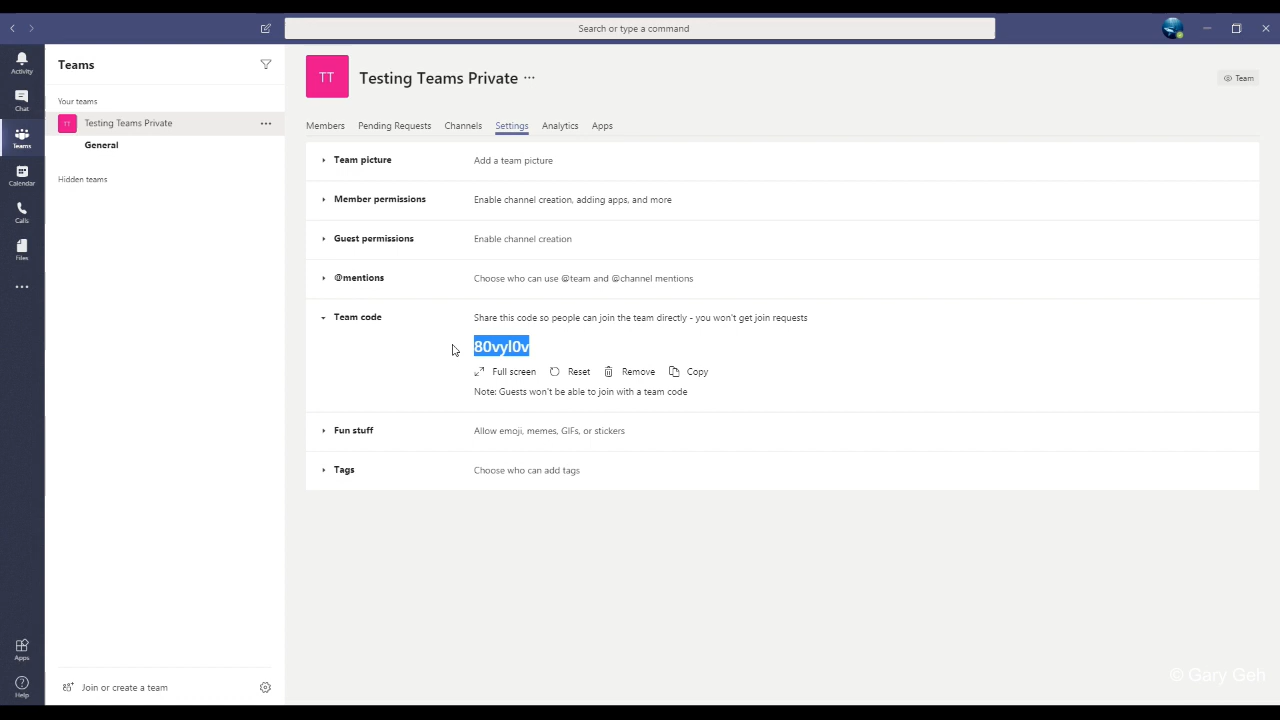 Search or type a command
Activity
Chat
Teams
Calendar
Calls
Files
Apps
Help
Teams
Your teams
TT Testing Teams Private
General
Hidden teams
Join or create a team
TT Testing Teams Private
Team
Members Pending Requests Channels Settings Analytics Apps
Team picture Add a team picture
Member permissions Enable channel creation, adding apps, and more
Guest permissions Enable channel creation
@mentions Choose who can use @team and @channel mentions
Team code Share this code so people can join the team directly - you won't get join requests
80vyl0v
Full screen Reset Remove Copy
Note: Guests won't be able to join with a team code
Fun stuff Allow emoji, memes, GIFs, or stickers
Tags Choose who can add tags
© Gary Geh